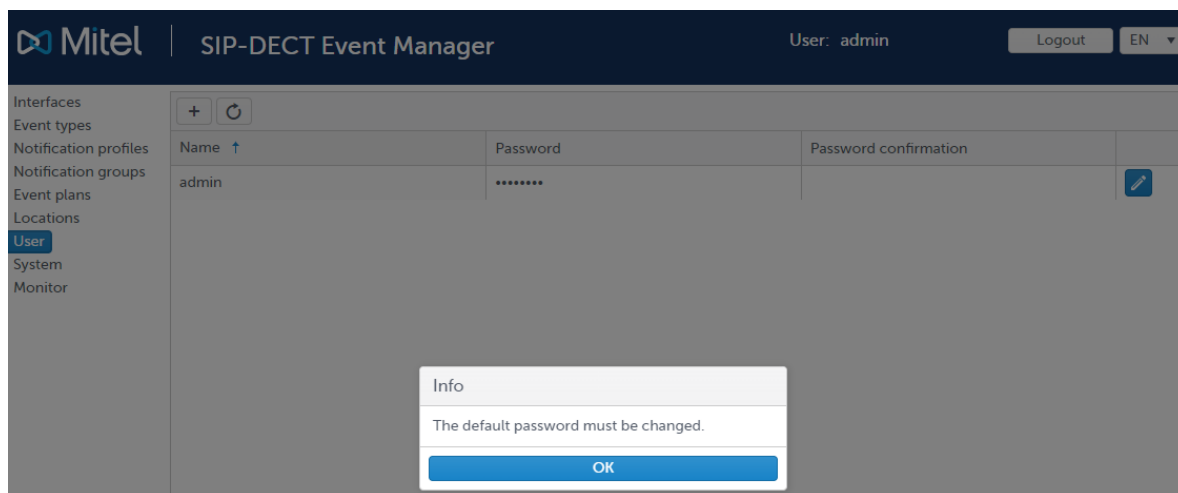 Mitel SIP-DECT Event Manager User: admin Logout EN
Interfaces
Event types
Notification profiles
Notification groups
Event plans
Locations
User
System
Monitor
Name Password Password confirmation
admin ••••••••
Info
The default password must be changed.
OK